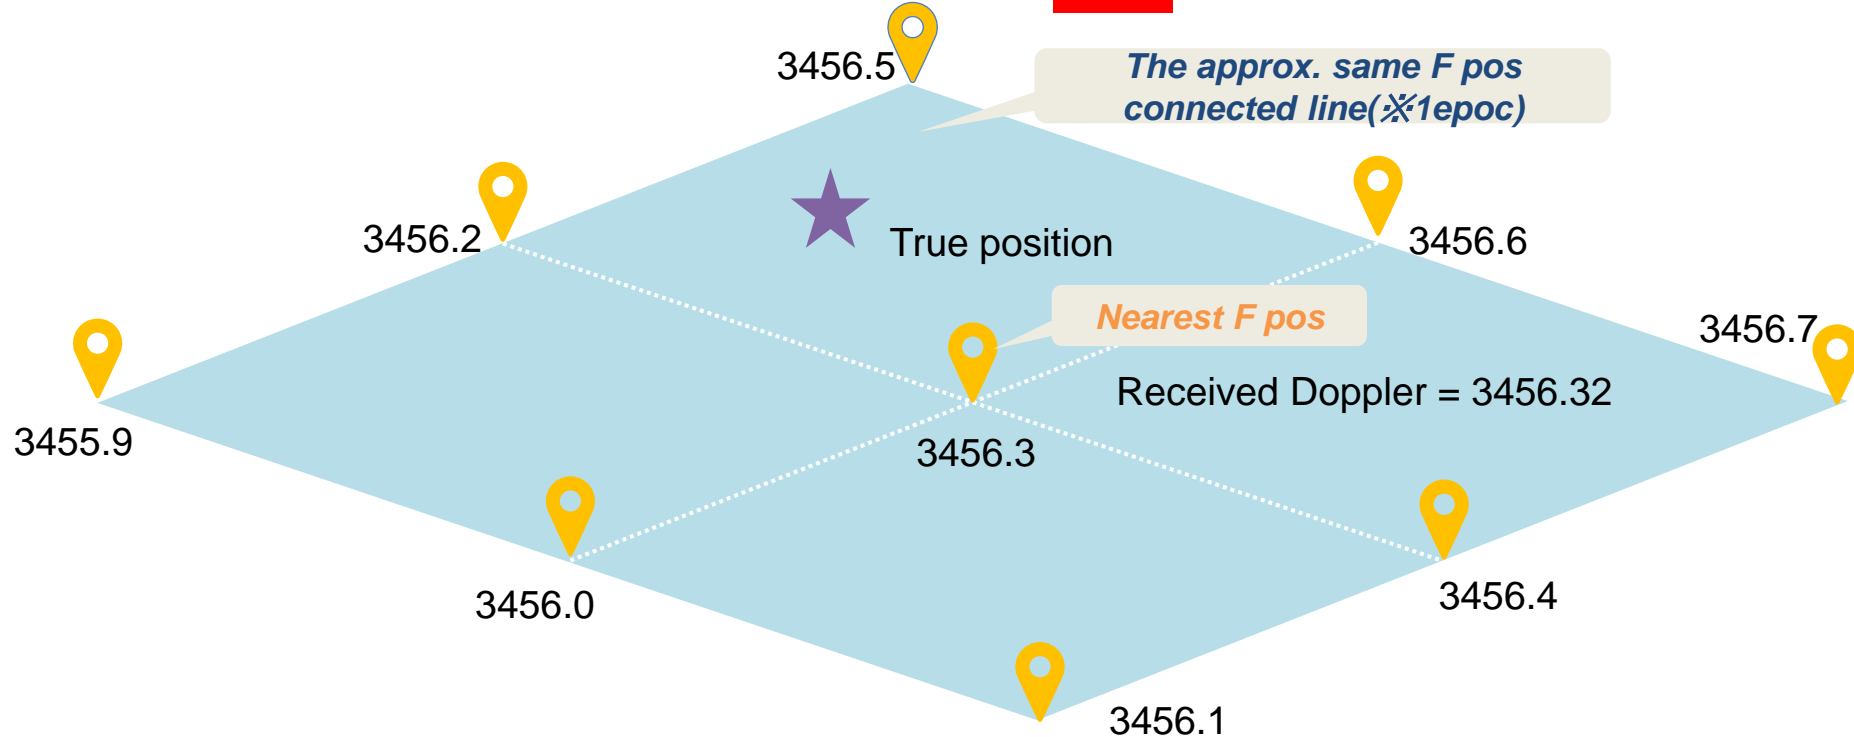 3456.5
The approx. same F pos
connected line(※1epoc)
3456.2
True position
3456.6
Nearest F pos
3456.7
Received Doppler = 3456.32
3455.9
3456.3
3456.0
3456.4
3456.1